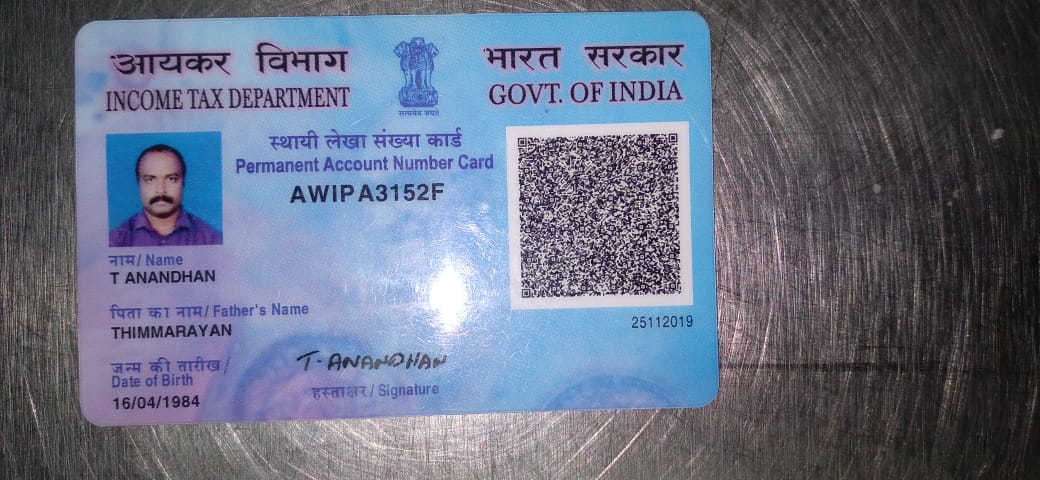 आयकर विभाग
INCOME TAX DEPARTMENT
सत्यमेव जयते
भारत सरकार
GOVT. OF INDIA
स्थायी लेखा संख्या कार्ड
Permanent Account Number Card
AWIPA3152F
नाम/ Name
T ANANDHAN
पिता का नाम/ Father's Name
THIMMARAYAN
जन्म की तारीख/
Date of Birth
16/04/1984
T-ANANDHAN
हस्ताक्षर/ Signature
25112019